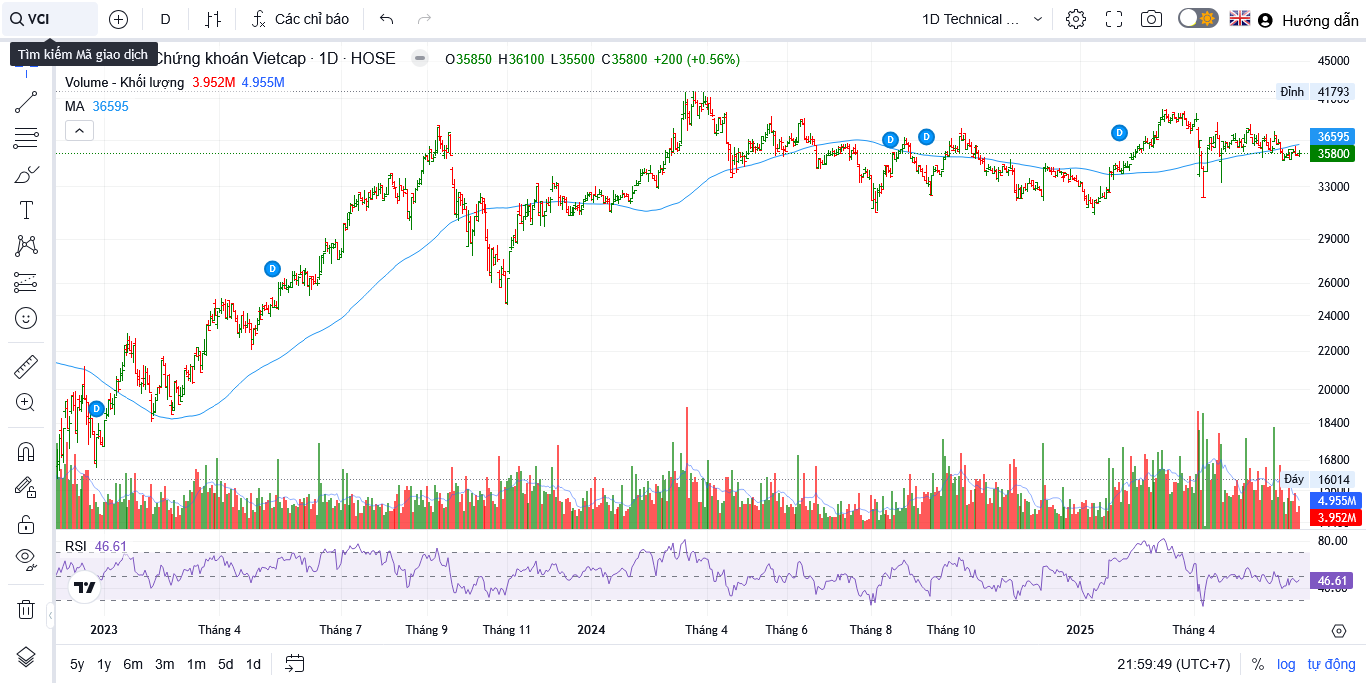 VCI
D
Các chỉ báo
1D Technical ...
Hướng dẫn
Tìm kiếm Mã giao dịch
Chứng khoán Vietcap · 1D · HOSE
O35850 H36100 L35500 C35800 +200 (+0.56%)
Volume - Khối lượng 3.952M 4.955M
MA 36595
45000
Đỉnh 41793
36595
35800
33000
29000
26000
24000
22000
20000
18400
16800
Đáy 16014
4.955M
3.952M
D
D
D
D
D
RSI 46.61
80.00
46.61
40.00
2023
Tháng 4
Tháng 7
Tháng 9
Tháng 11
2024
Tháng 4
Tháng 6
Tháng 8
Tháng 10
2025
Tháng 4
5y 1y 6m 3m 1m 5d 1d
21:59:49 (UTC+7)
%
log
tự động